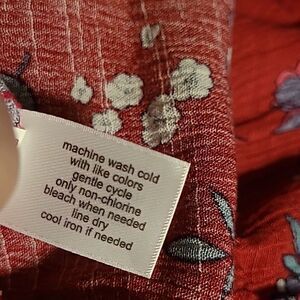 machine wash cold
with like colors
gentle cycle
only non-chlorine
bleach when needed
line dry
cool iron if needed